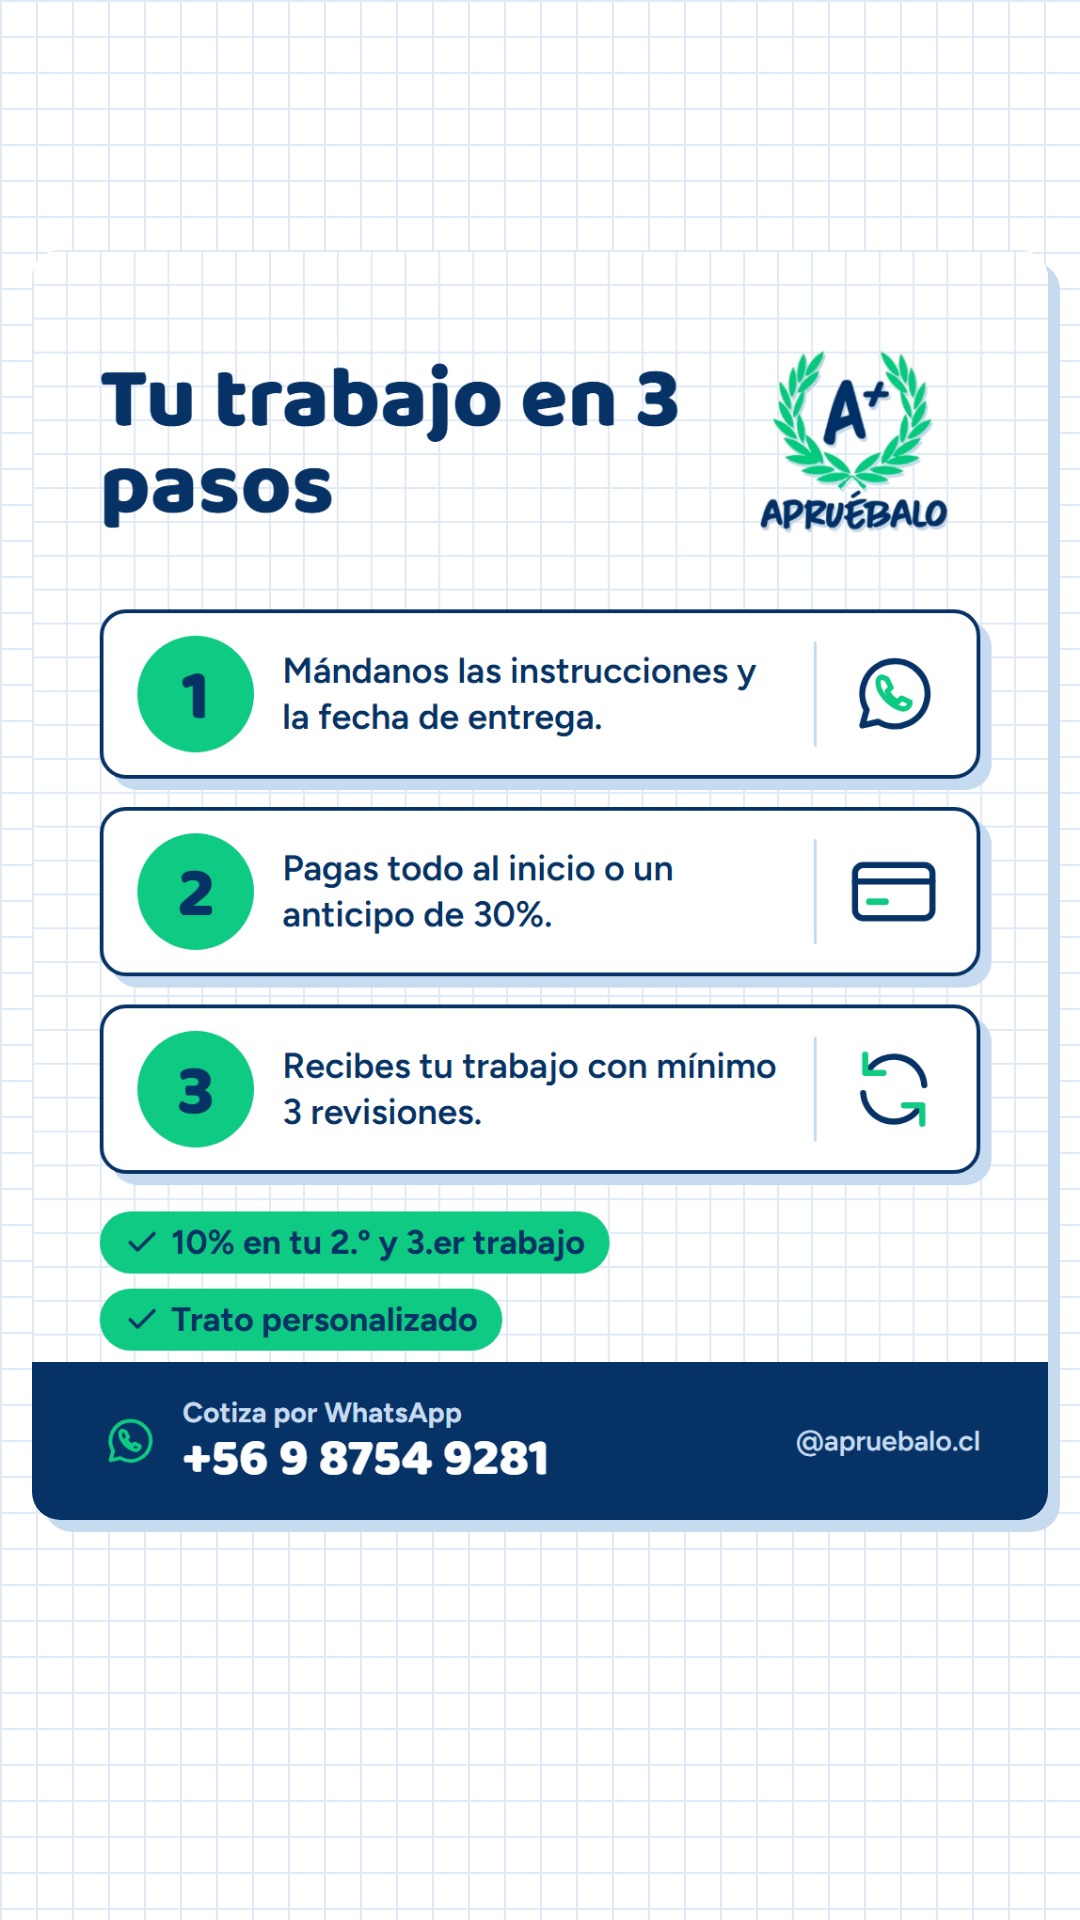 Tu trabajo en 3
pasos
A+
APRUÉBALO
1
Mándanos las instrucciones y
la fecha de entrega.
2
Pagas todo al inicio o un
anticipo de 30%.
3
Recibes tu trabajo con mínimo
3 revisiones.
10% en tu 2.º y 3.er trabajo
Trato personalizado
Cotiza por WhatsApp
+56 9 8754 9281
@apruebalo.cl